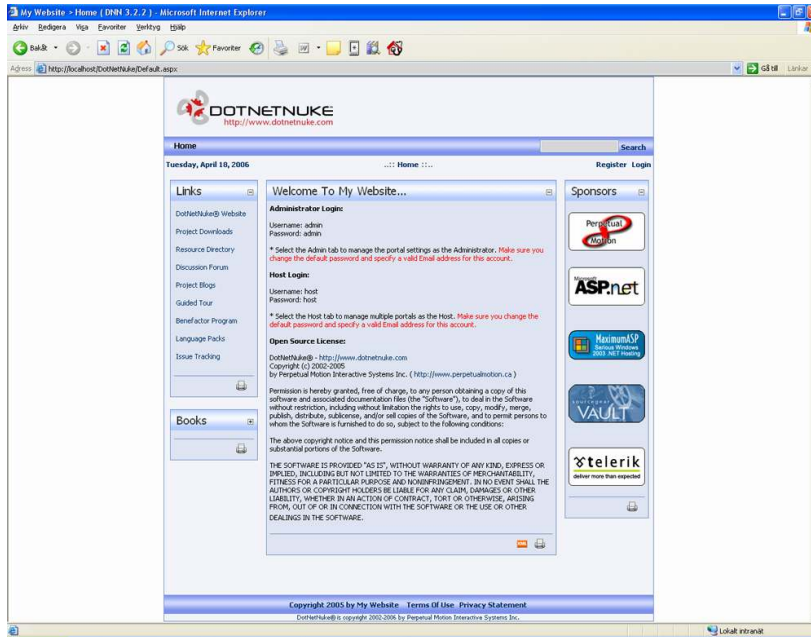 My Website > Home ( DNN 3.2.2 ) - Microsoft Internet Explorer
Arkiv Redigera Visa Favoriter Verktyg Hjälp
Bakåt Sök Favoriter
Adress http://localhost/DotNetNuke/Default.aspx Gå till Länkar
DOTNETNUKE
http://www.dotnetnuke.com
Home Search
Tuesday, April 18, 2006 ..:: Home ::.. Register Login
Links
DotNetNuke® Website
Project Downloads
Resource Directory
Discussion Forum
Project Blogs
Guided Tour
Benefactor Program
Language Packs
Issue Tracking
Books
Welcome To My Website...
Administrator Login:
Username: admin
Password: admin
* Select the Admin tab to manage the portal settings as the Administrator. Make sure you
change the default password and specify a valid Email address for this account.
Host Login:
Username: host
Password: host
* Select the Host tab to manage multiple portals as the Host. Make sure you change the
default password and specify a valid Email address for this account.
Open Source License:
DotNetNuke® - http://www.dotnetnuke.com
Copyright (c) 2002-2005
by Perpetual Motion Interactive Systems Inc. ( http://www.perpetualmotion.ca )
Permission is hereby granted, free of charge, to any person obtaining a copy of this
software and associated documentation files (the "Software"), to deal in the Software
without restriction, including without limitation the rights to use, copy, modify, merge,
publish, distribute, sublicense, and/or sell copies of the Software, and to permit persons to
whom the Software is furnished to do so, subject to the following conditions:
The above copyright notice and this permission notice shall be included in all copies or
substantial portions of the Software.
THE SOFTWARE IS PROVIDED "AS IS", WITHOUT WARRANTY OF ANY KIND, EXPRESS OR
IMPLIED, INCLUDING BUT NOT LIMITED TO THE WARRANTIES OF MERCHANTABILITY,
FITNESS FOR A PARTICULAR PURPOSE AND NONINFRINGEMENT. IN NO EVENT SHALL THE
AUTHORS OR COPYRIGHT HOLDERS BE LIABLE FOR ANY CLAIM, DAMAGES OR OTHER
LIABILITY, WHETHER IN AN ACTION OF CONTRACT, TORT OR OTHERWISE, ARISING
FROM, OUT OF OR IN CONNECTION WITH THE SOFTWARE OR THE USE OR OTHER
DEALINGS IN THE SOFTWARE.
Sponsors
Perpetual
Motion
Microsoft
ASP.net
MaximumASP
Serious Windows
2003 .NET Hosting
sourcegear
VAULT
telerik
deliver more than expected
Copyright 2005 by My Website Terms Of Use Privacy Statement
DotNetNuke® is copyright 2002-2006 by Perpetual Motion Interactive Systems Inc.
Lokalt intranät